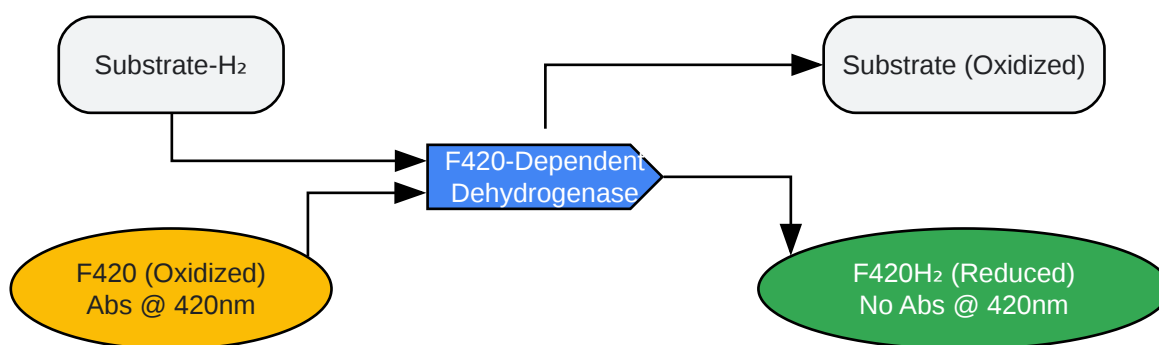 Substrate-H₂
Substrate (Oxidized)
F420-Dependent
Dehydrogenase
F420 (Oxidized)
Abs @ 420nm
F420H₂ (Reduced)
No Abs @ 420nm